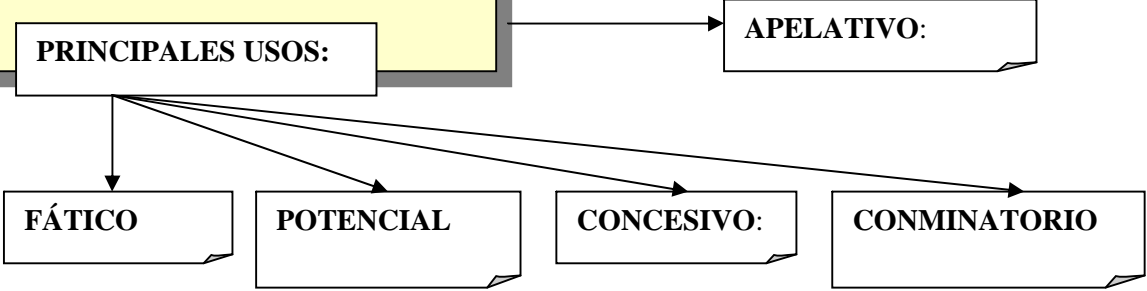 APELATIVO:
PRINCIPALES USOS:
FÁTICO
POTENCIAL
CONCESIVO:
CONMINATORIO